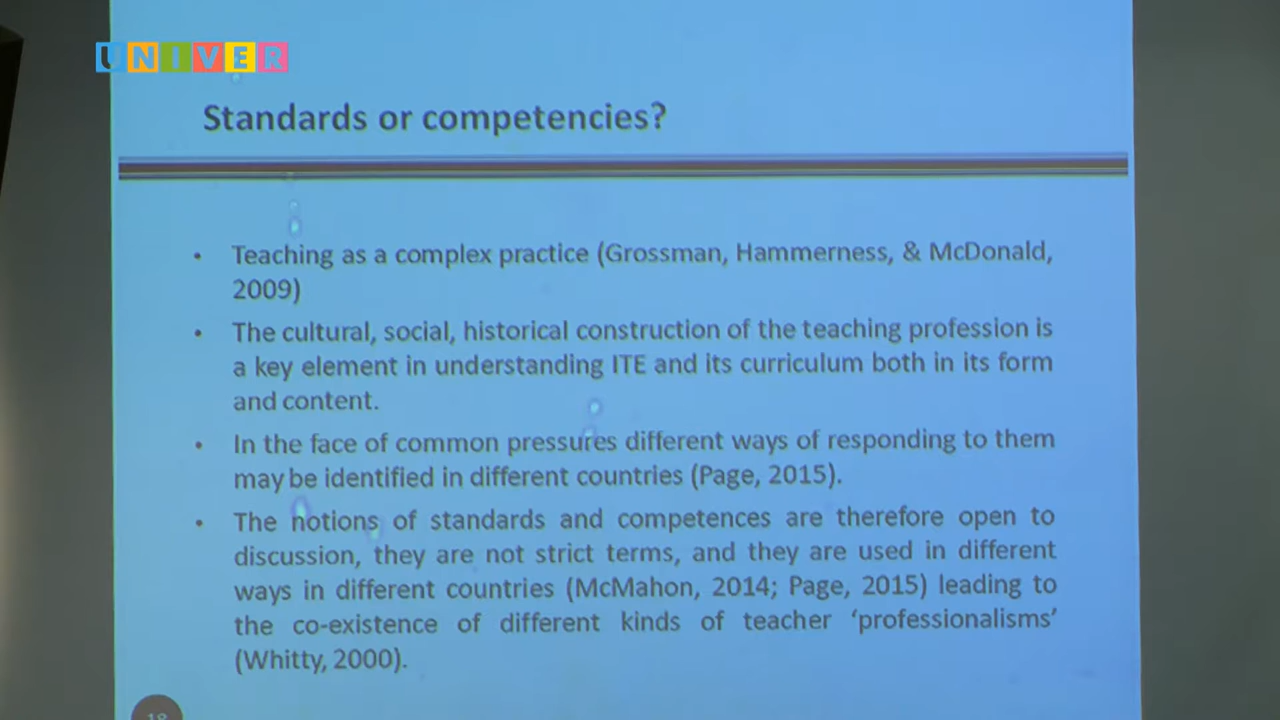 UNIVER
Standards or competencies?
• Teaching as a complex practice (Grossman, Hammerness, & McDonald,
2009)
• The cultural, social, historical construction of the teaching profession is
a key element in understanding ITE and its curriculum both in its form
and content.
• In the face of common pressures different ways of responding to them
may be identified in different countries (Page, 2015).
• The notions of standards and competences are therefore open to
discussion, they are not strict terms, and they are used in different
ways in different countries (McMahon, 2014; Page, 2015) leading to
the co-existence of different kinds of teacher ‘professionalisms’
(Whitty, 2000).